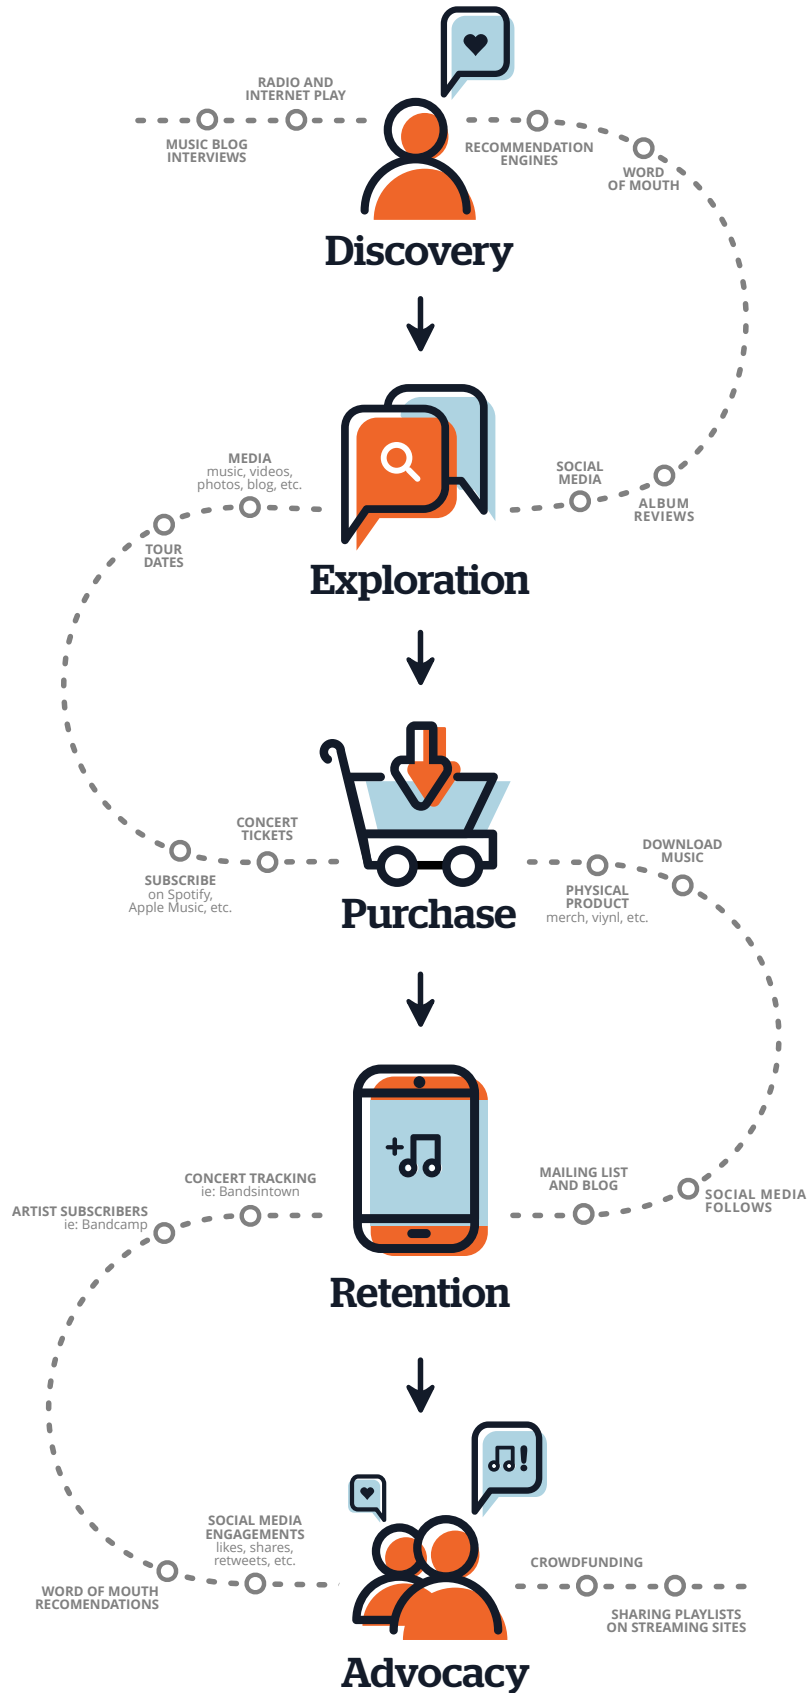 RADIO AND
INTERNET PLAY
MUSIC BLOG
INTERVIEWS
RECOMMENDATION
ENGINES
WORD
OF MOUTH
Discovery
MEDIA
music, videos,
photos, blog, etc.
TOUR
DATES
SOCIAL
MEDIA
ALBUM
REVIEWS
Exploration
CONCERT
TICKETS
SUBSCRIBE
on Spotify,
Apple Music, etc.
DOWNLOAD
MUSIC
PHYSICAL
PRODUCT
merch, viynl, etc.
Purchase
CONCERT TRACKING
ie: Bandsintown
ARTIST SUBSCRIBERS
ie: Bandcamp
MAILING LIST
AND BLOG
SOCIAL MEDIA
FOLLOWS
Retention
SOCIAL MEDIA
ENGAGEMENTS
likes, shares,
retweets, etc.
WORD OF MOUTH
RECOMENDATIONS
CROWDFUNDING
SHARING PLAYLISTS
ON STREAMING SITES
Advocacy